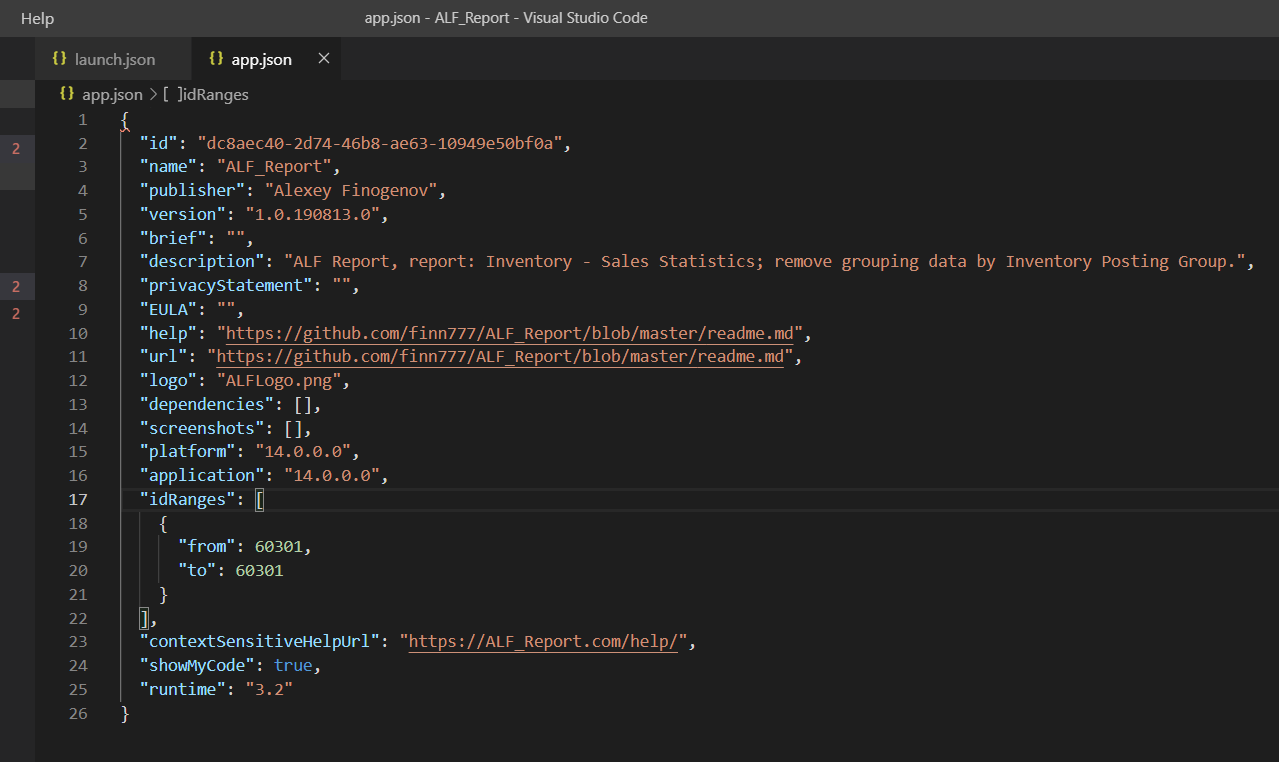 Help
app.json - ALF_Report - Visual Studio Code
{} launch.json
{} app.json ×
{} app.json > [ ]idRanges
1 {
2 "id": "dc8aec40-2d74-46b8-ae63-10949e50bf0a",
2 3 "name": "ALF_Report",
4 "publisher": "Alexey Finogenov",
5 "version": "1.0.190813.0",
6 "brief": "",
7 "description": "ALF Report, report: Inventory - Sales Statistics; remove grouping data by Inventory Posting Group.",
2 8 "privacyStatement": "",
2 9 "EULA": "",
10 "help": "https://github.com/finn777/ALF_Report/blob/master/readme.md",
11 "url": "https://github.com/finn777/ALF_Report/blob/master/readme.md",
12 "logo": "ALFLogo.png",
13 "dependencies": [],
14 "screenshots": [],
15 "platform": "14.0.0.0",
16 "application": "14.0.0.0",
17 "idRanges": [
18 {
19 "from": 60301,
20 "to": 60301
21 }
22 ],
23 "contextSensitiveHelpUrl": "https://ALF_Report.com/help/",
24 "showMyCode": true,
25 "runtime": "3.2"
26 }